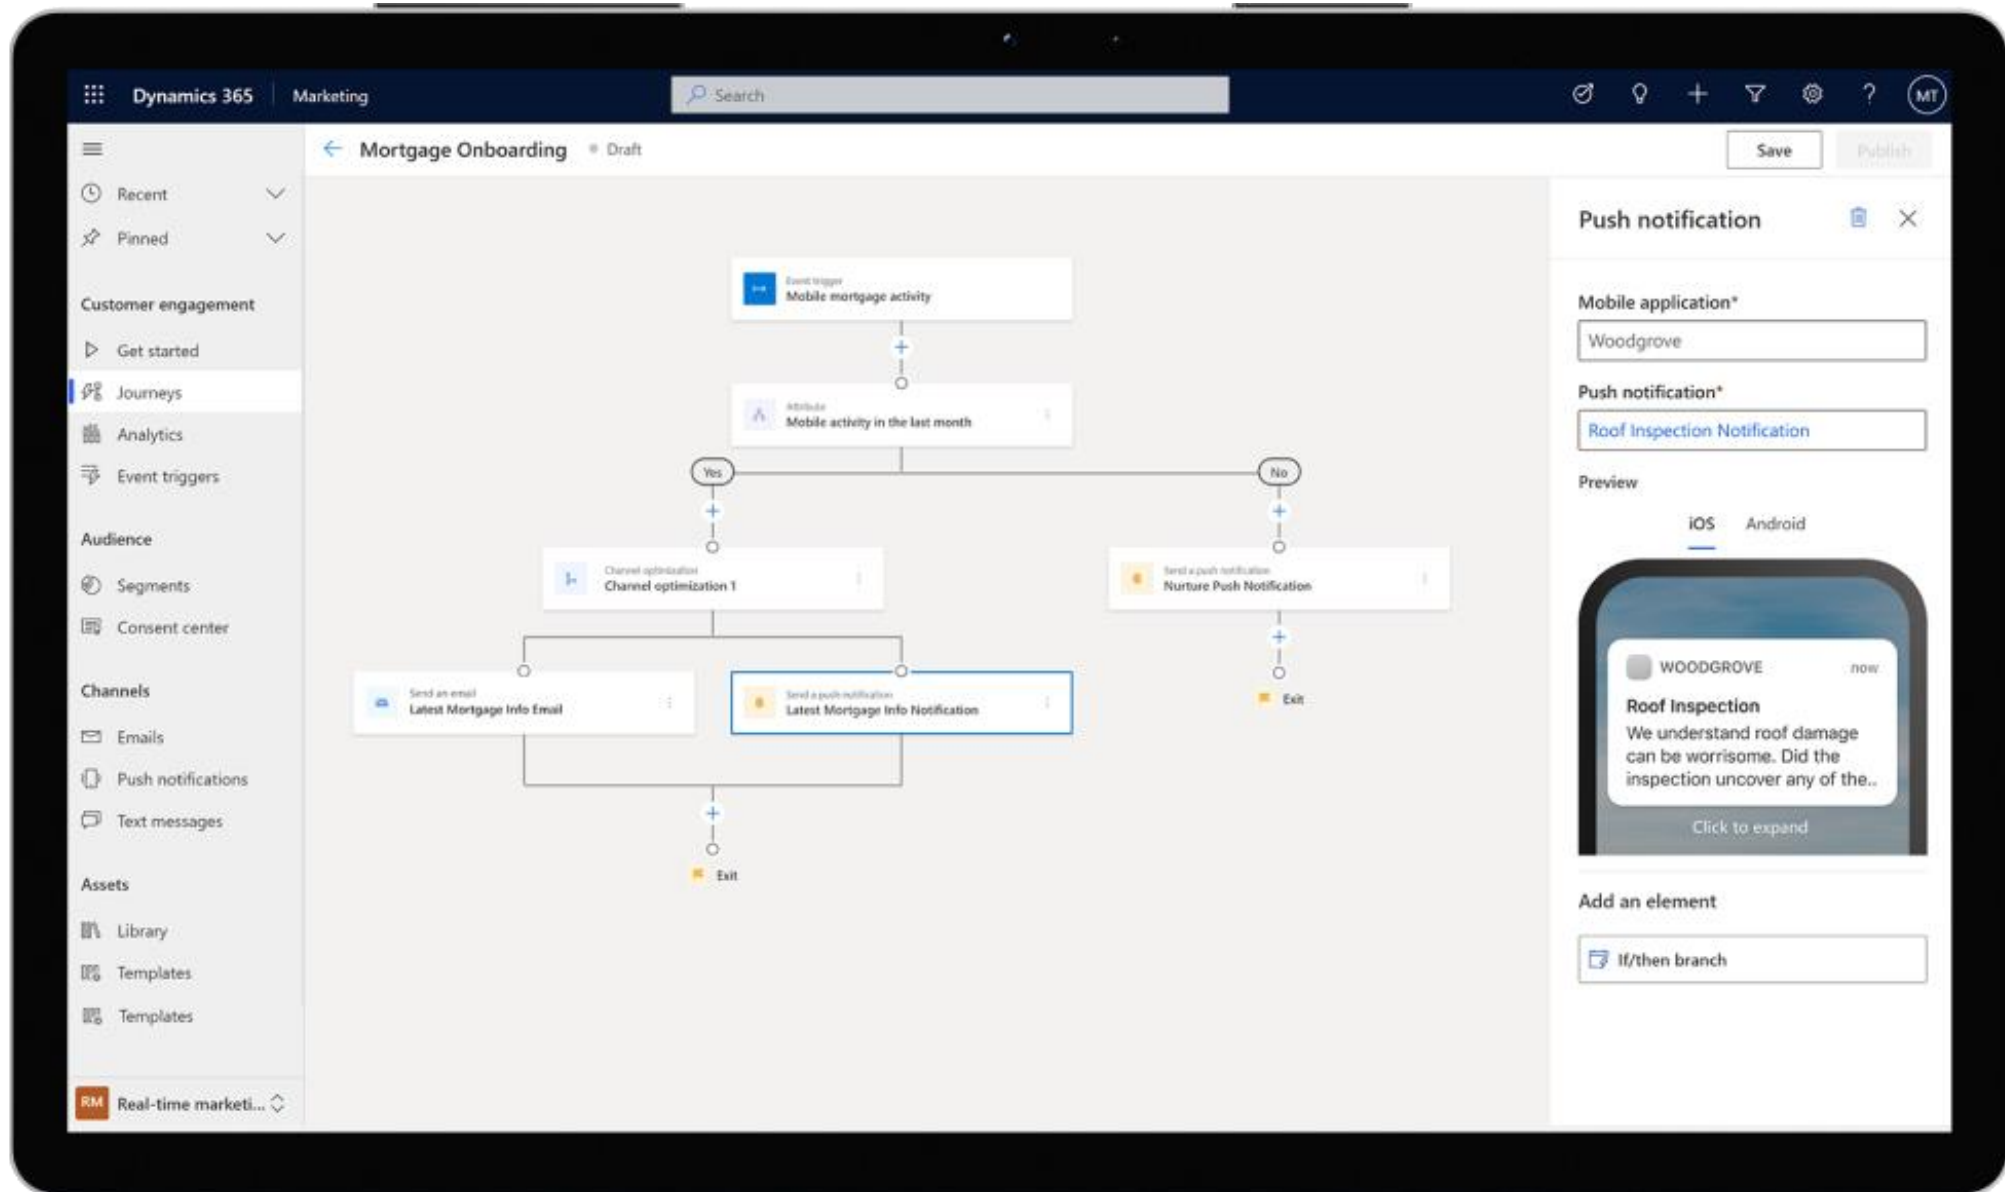 Dynamics 365
Marketing
Search
MT
Mortgage Onboarding
Draft
Save
Publish
Recent
Pinned
Customer engagement
Get started
Journeys
Analytics
Event triggers
Audience
Segments
Consent center
Channels
Emails
Push notifications
Text messages
Assets
Library
Templates
Templates
RM
Real-time marketi...
Event trigger
Mobile mortgage activity
Attribute
Mobile activity in the last month
Yes
No
Channel optimization
Channel optimization 1
Send a push notification
Nurture Push Notification
Send an email
Latest Mortgage Info Email
Send a push notification
Latest Mortgage Info Notification
Exit
Exit
Push notification
Mobile application*
Woodgrove
Push notification*
Roof Inspection Notification
Preview
iOS
Android
WOODGROVE
now
Roof Inspection
We understand roof damage
can be worrisome. Did the
inspection uncover any of the..
Click to expand
Add an element
If/then branch